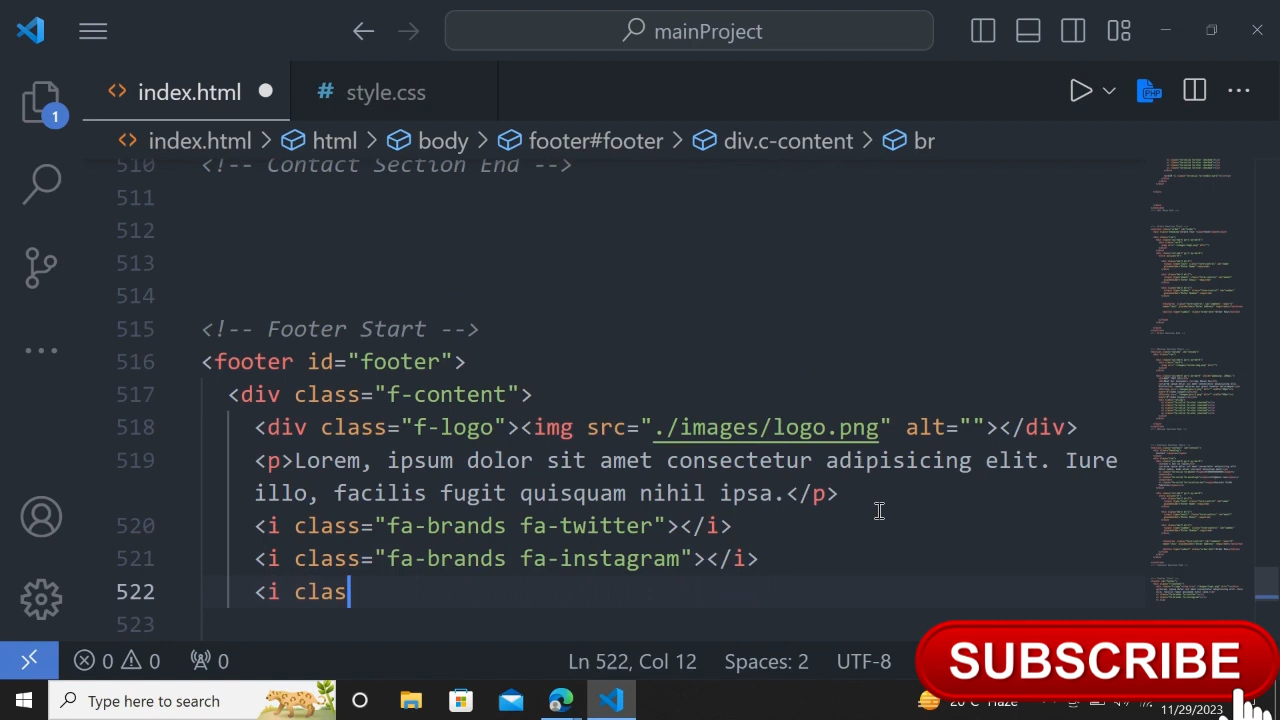 mainProject
index.html
# style.css
PHP
1
index.html > html > body > footer#footer > div.c-content > br
510 <!-- Contact Section End -->
511
512
513
514
515 <!-- Footer Start -->
516 <footer id="footer">
517 <div class="f-content">
518 <div class="f-logo"><img src="./images/logo.png" alt=""></div>
519 <p>Lorem, ipsum dolor sit amet consectetur adipisicing elit. Iure
illo, facilis fuga quisquam nihil ipsa.</p>
520 <i class="fa-brands fa-twitter"></i>
521 <i class="fa-brands fa-instagram"></i>
522 <i clas
523
0 0 0 Ln 522, Col 12 Spaces: 2 UTF-8
SUBSCRIBE
Type here to search
Haze
11/29/2023